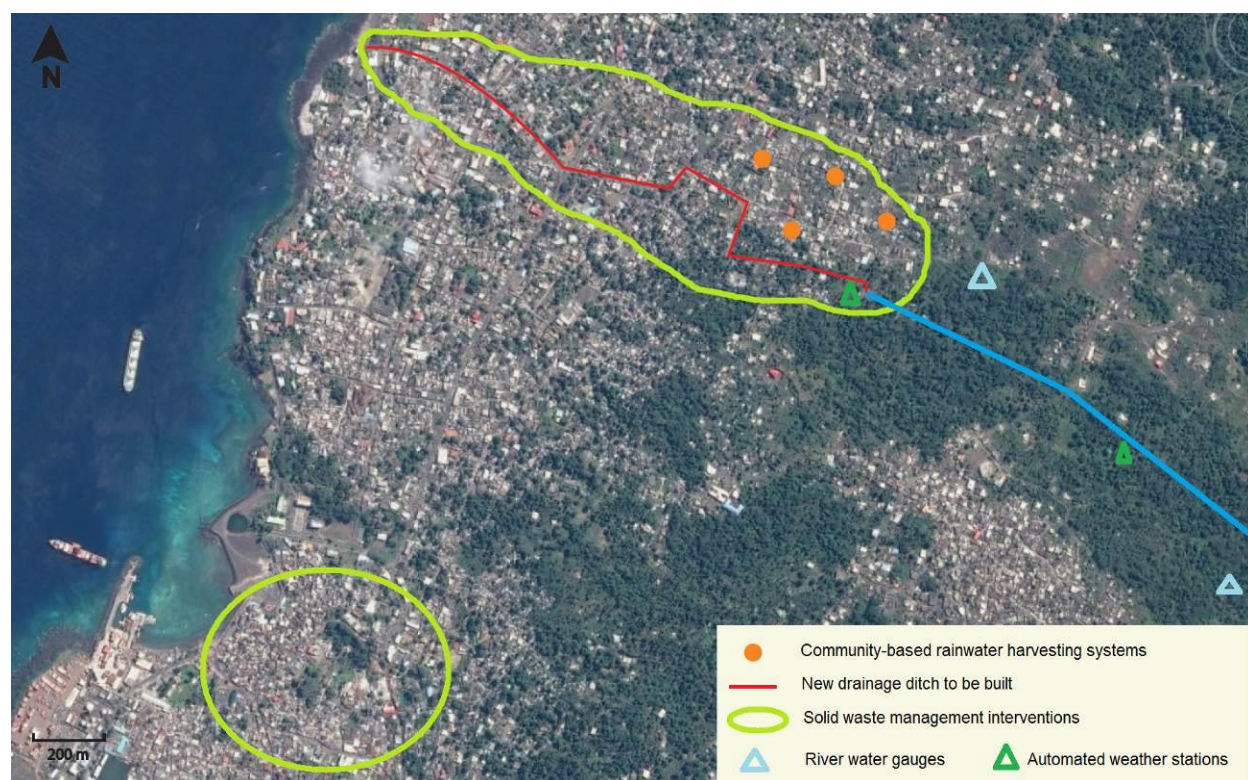 N
Community-based rainwater harvesting systems
New drainage ditch to be built
Solid waste management interventions
River water gauges
Automated weather stations
200 m